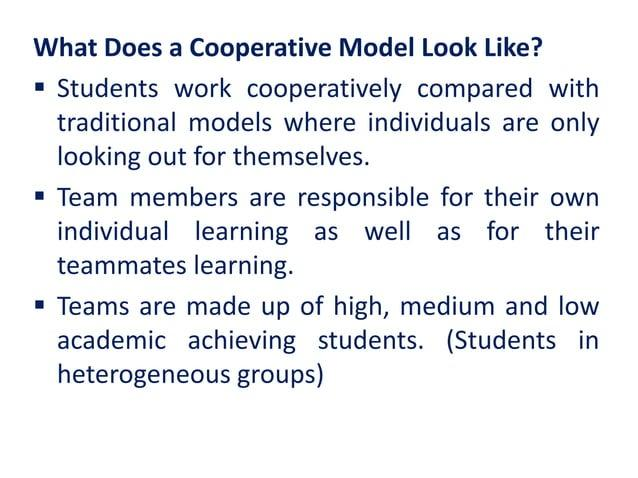 What Does a Cooperative Model Look Like?
▪ Students work cooperatively compared with
traditional models where individuals are only
looking out for themselves.
▪ Team members are responsible for their own
individual learning as well as for their
teammates learning.
▪ Teams are made up of high, medium and low
academic achieving students. (Students in
heterogeneous groups)